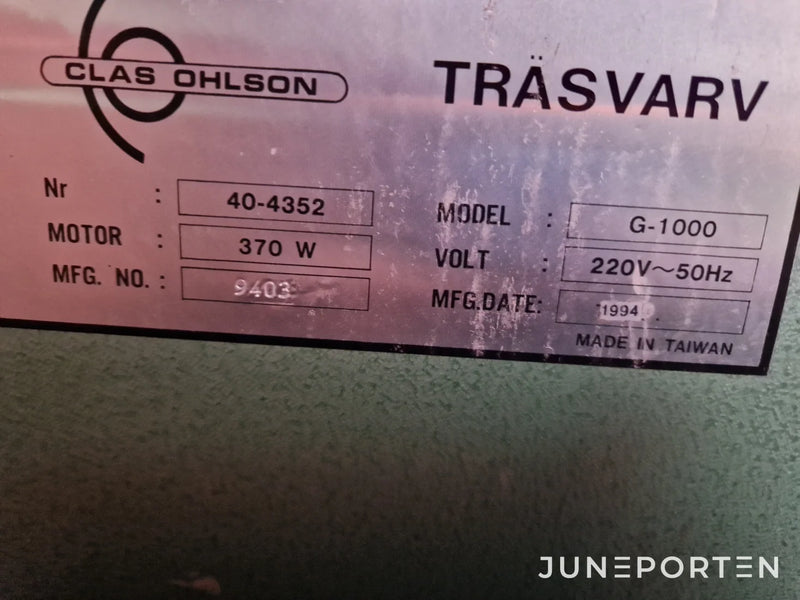 CLAS OHLSON
TRÄSVARV
Nr : 40-4352
MODEL : G-1000
MOTOR : 370 W
VOLT : 220V~50Hz
MFG. NO. : 9403
MFG.DATE: 1994
MADE IN TAIWAN
JUNEPORTEN